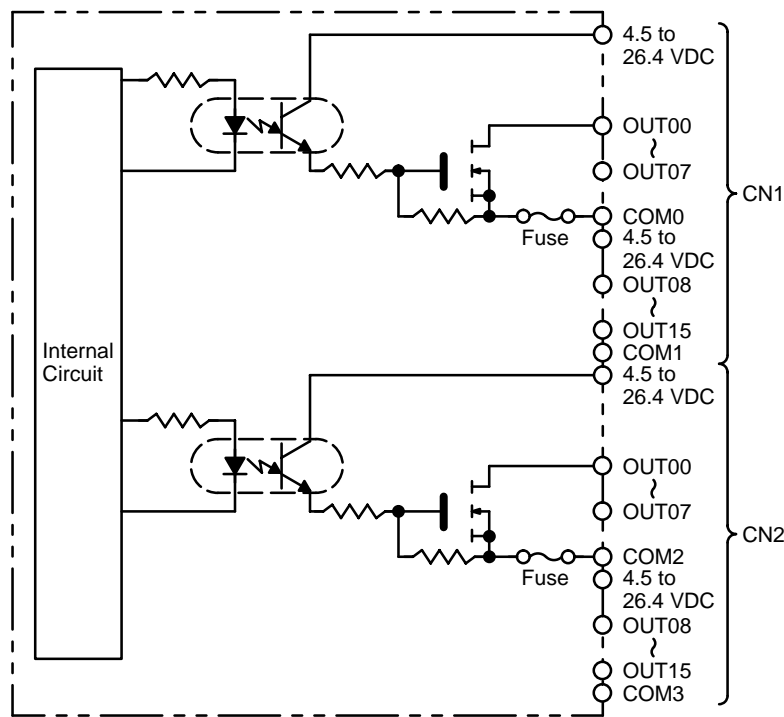 4.5 to
26.4 VDC
OUT00
~
OUT07
CN1
COM0
Fuse
4.5 to
26.4 VDC
OUT08
~
OUT15
COM1
Internal
Circuit
4.5 to
26.4 VDC
OUT00
~
OUT07
CN2
COM2
Fuse
4.5 to
26.4 VDC
OUT08
~
OUT15
COM3